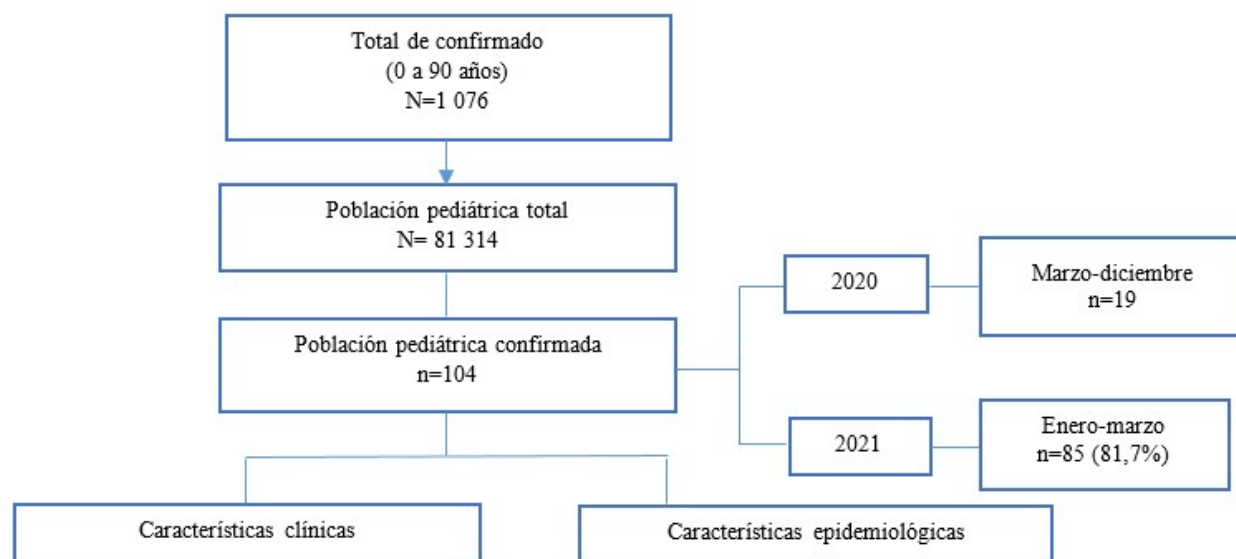 Total de confirmado
(0 a 90 años)
N=1 076
Población pediátrica total
N= 81 314
Población pediátrica confirmada
n=104
2020
Marzo-diciembre
n=19
2021
Enero-marzo
n=85 (81,7%)
Características clínicas
Características epidemiológicas